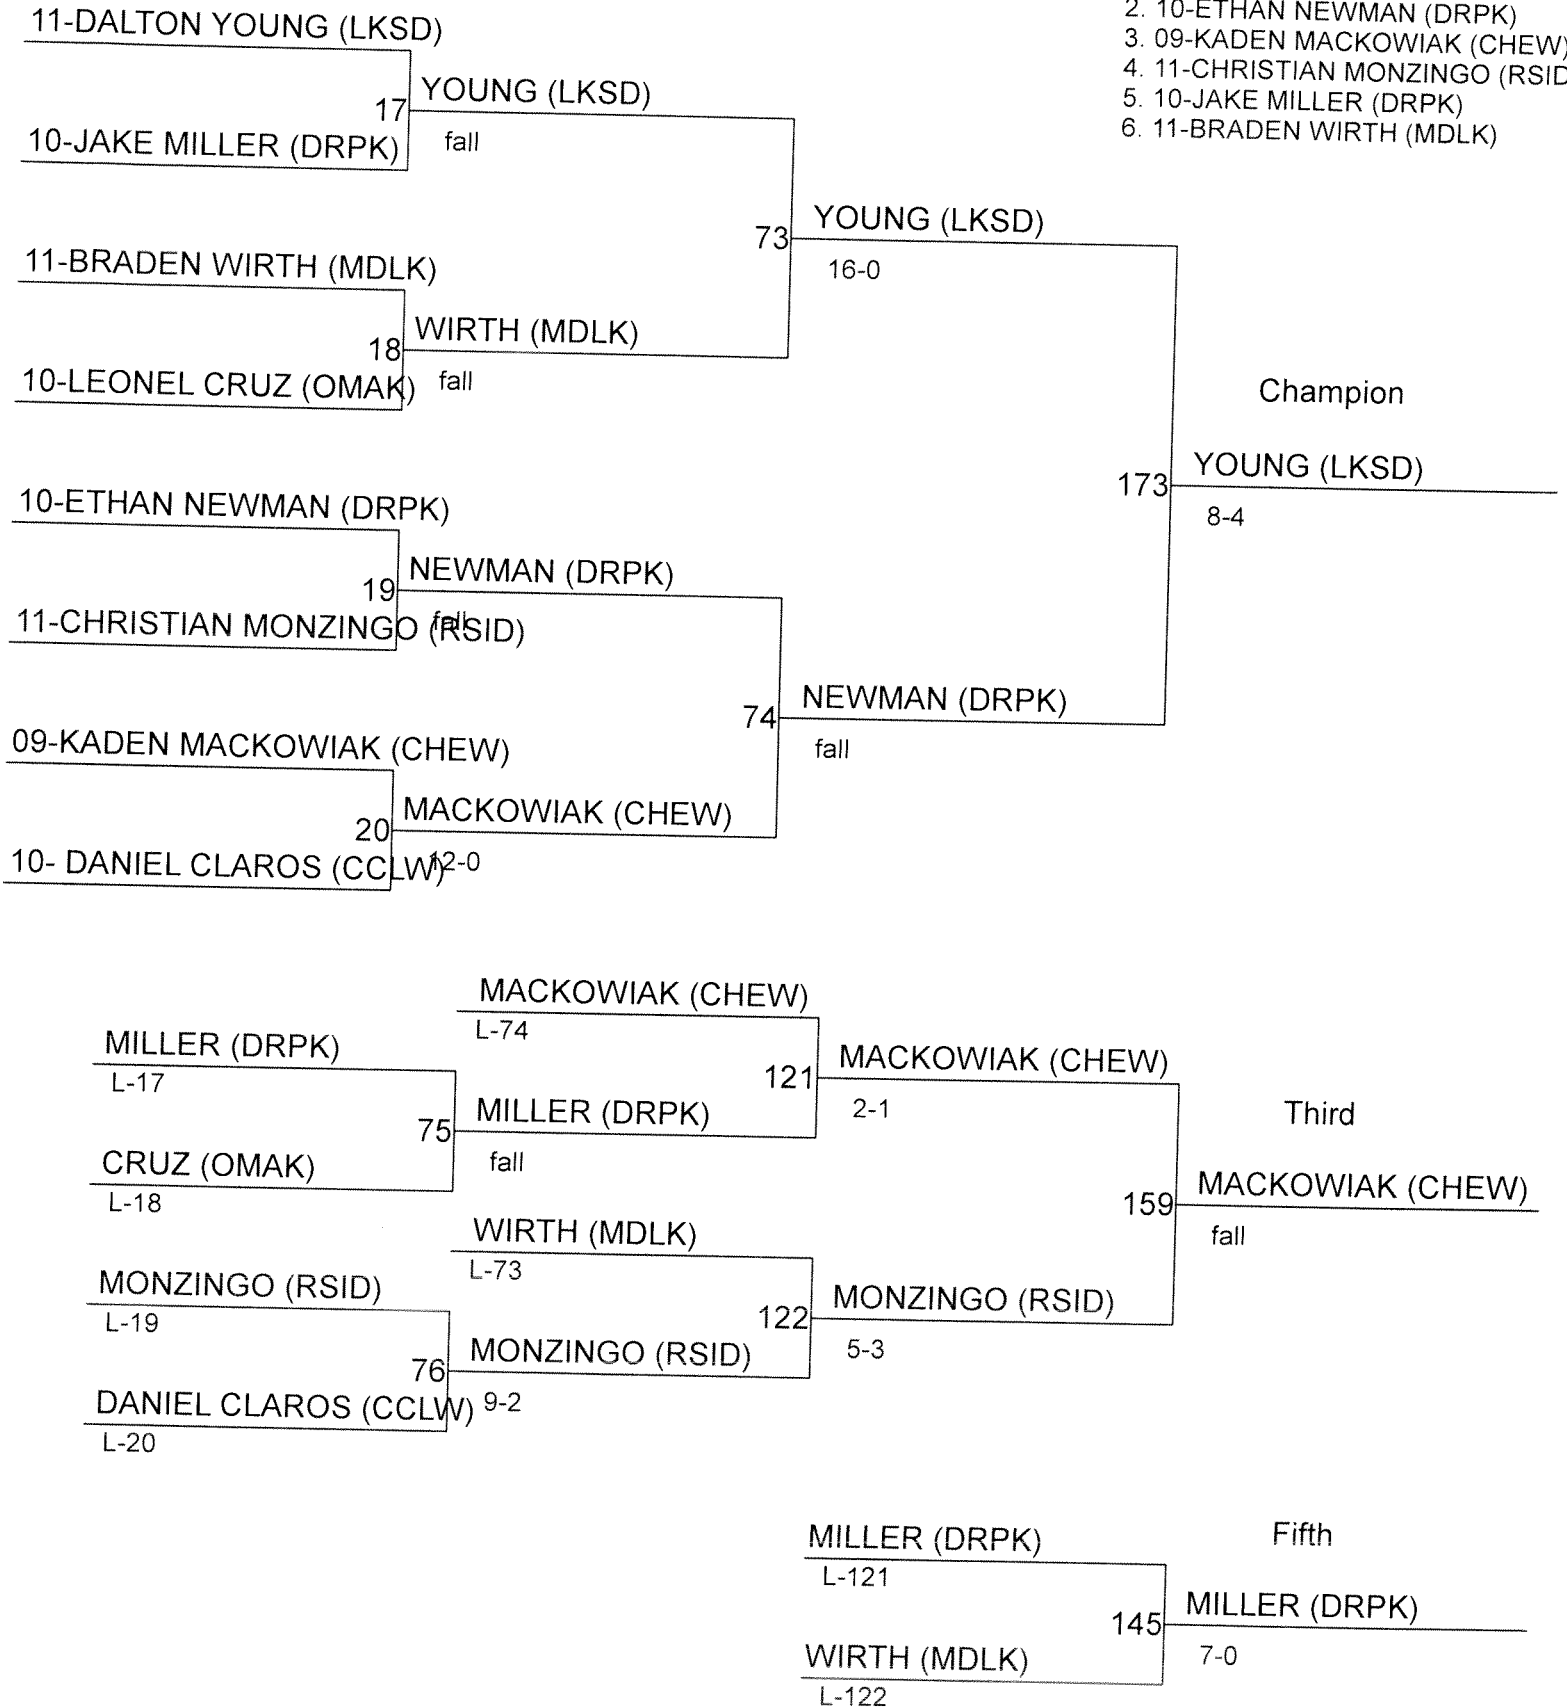 2. 10-ETHAN NEWMAN (DRPK)
3. 09-KADEN MACKOWIAK (CHEW)
4. 11-CHRISTIAN MONZINGO (RSID
5. 10-JAKE MILLER (DRPK)
6. 11-BRADEN WIRTH (MDLK)
11-DALTON YOUNG (LKSD)
17 YOUNG (LKSD)
fall
10-JAKE MILLER (DRPK)
73 YOUNG (LKSD)
16-0
11-BRADEN WIRTH (MDLK)
18 WIRTH (MDLK)
fall
10-LEONEL CRUZ (OMAK)
Champion
173 YOUNG (LKSD)
8-4
10-ETHAN NEWMAN (DRPK)
19 NEWMAN (DRPK)
fall
11-CHRISTIAN MONZINGO (RSID)
74 NEWMAN (DRPK)
fall
09-KADEN MACKOWIAK (CHEW)
20 MACKOWIAK (CHEW)
12-0
10- DANIEL CLAROS (CCLW)
MACKOWIAK (CHEW)
L-74
MILLER (DRPK)
L-17
121 MACKOWIAK (CHEW)
2-1
75 MILLER (DRPK)
fall
CRUZ (OMAK)
L-18
Third
159 MACKOWIAK (CHEW)
fall
WIRTH (MDLK)
L-73
MONZINGO (RSID)
L-19
122 MONZINGO (RSID)
5-3
76 MONZINGO (RSID)
9-2
DANIEL CLAROS (CCLW)
L-20
Fifth
MILLER (DRPK)
L-121
145 MILLER (DRPK)
7-0
WIRTH (MDLK)
L-122